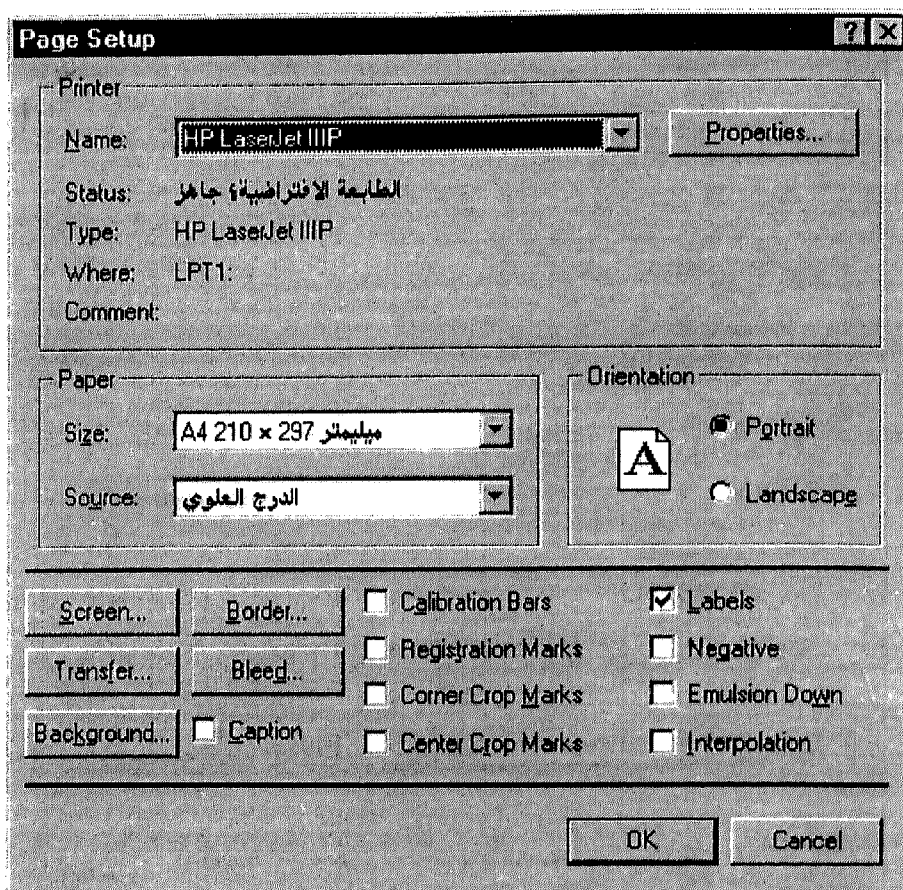 Page Setup
Printer
Name: HP LaserJet IIIP Properties...
Status: الطابعة الافتراضية؛ جاهز
Type: HP LaserJet IIIP
Where: LPT1:
Comment:
Paper
Size: A4 210 × 297 ميليمتر
Source: الدرج العلوي
Orientation
A
Portrait
Landscape
Screen... Border... Calibration Bars Labels
Transfer... Bleed... Registration Marks Negative
Corner Crop Marks Emulsion Down
Background... Caption Center Crop Marks Interpolation
OK Cancel